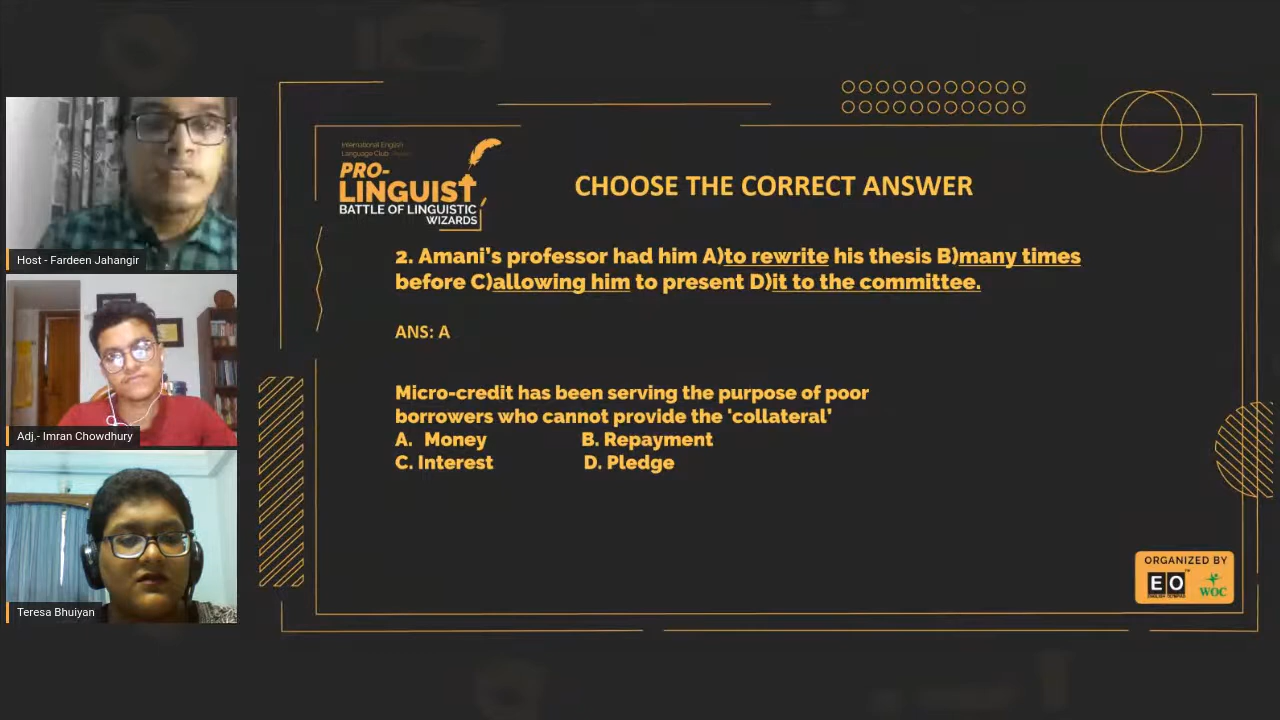 Host - Fardeen Jahangir
Adj.- Imran Chowdhury
Teresa Bhuiyan
International English
Language Club
PRO-
LINGUIST
BATTLE OF LINGUISTIC
WIZARDS
CHOOSE THE CORRECT ANSWER
2. Amani’s professor had him A)to rewrite his thesis B)many times
before C)allowing him to present D)it to the committee.
ANS: A
Micro-credit has been serving the purpose of poor
borrowers who cannot provide the 'collateral’
A. Money B. Repayment
C. Interest D. Pledge
ORGANIZED BY
EO
WOC